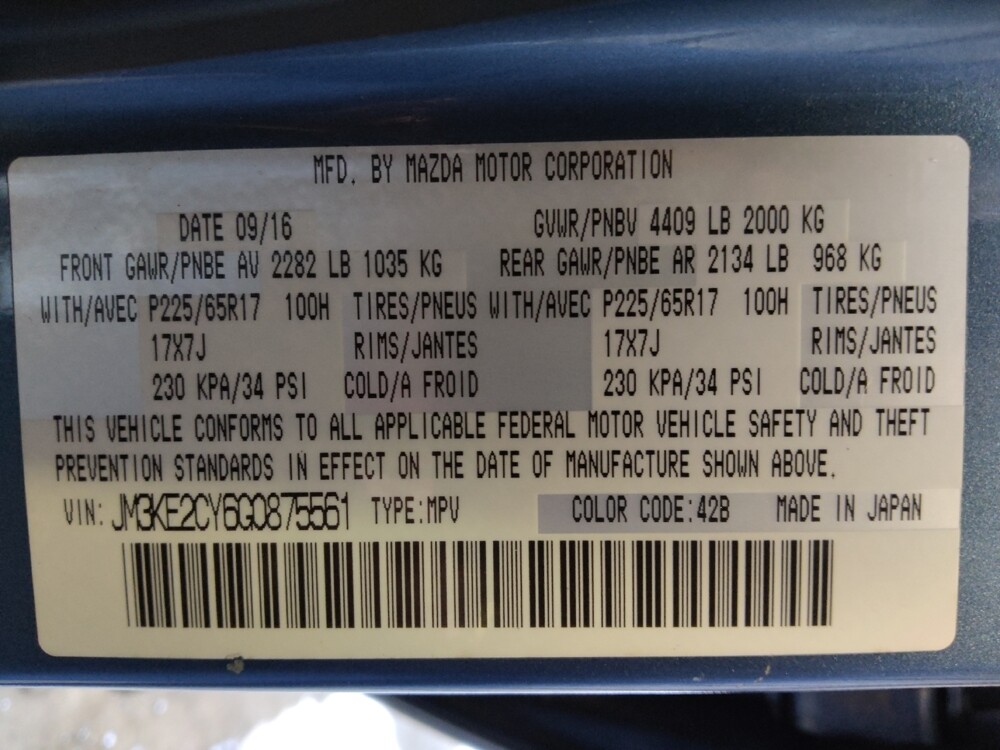 MFD. BY MAZDA MOTOR CORPORATION
DATE 09/16 GVWR/PNBV 4409 LB 2000 KG
FRONT GAWR/PNBE AV 2282 LB 1035 KG REAR GAWR/PNBE AR 2134 LB 968 KG
WITH/AVEC P225/65R17 100H TIRES/PNEUS WITH/AVEC P225/65R17 100H TIRES/PNEUS
17X7J RIMS/JANTES 17X7J RIMS/JANTES
230 KPA/34 PSI COLD/A FROID 230 KPA/34 PSI COLD/A FROID
THIS VEHICLE CONFORMS TO ALL APPLICABLE FEDERAL MOTOR VEHICLE SAFETY AND THEFT
PREVENTION STANDARDS IN EFFECT ON THE DATE OF MANUFACTURE SHOWN ABOVE.
VIN: JM3KE2CY6G0875561 TYPE:MPV COLOR CODE:42B MADE IN JAPAN